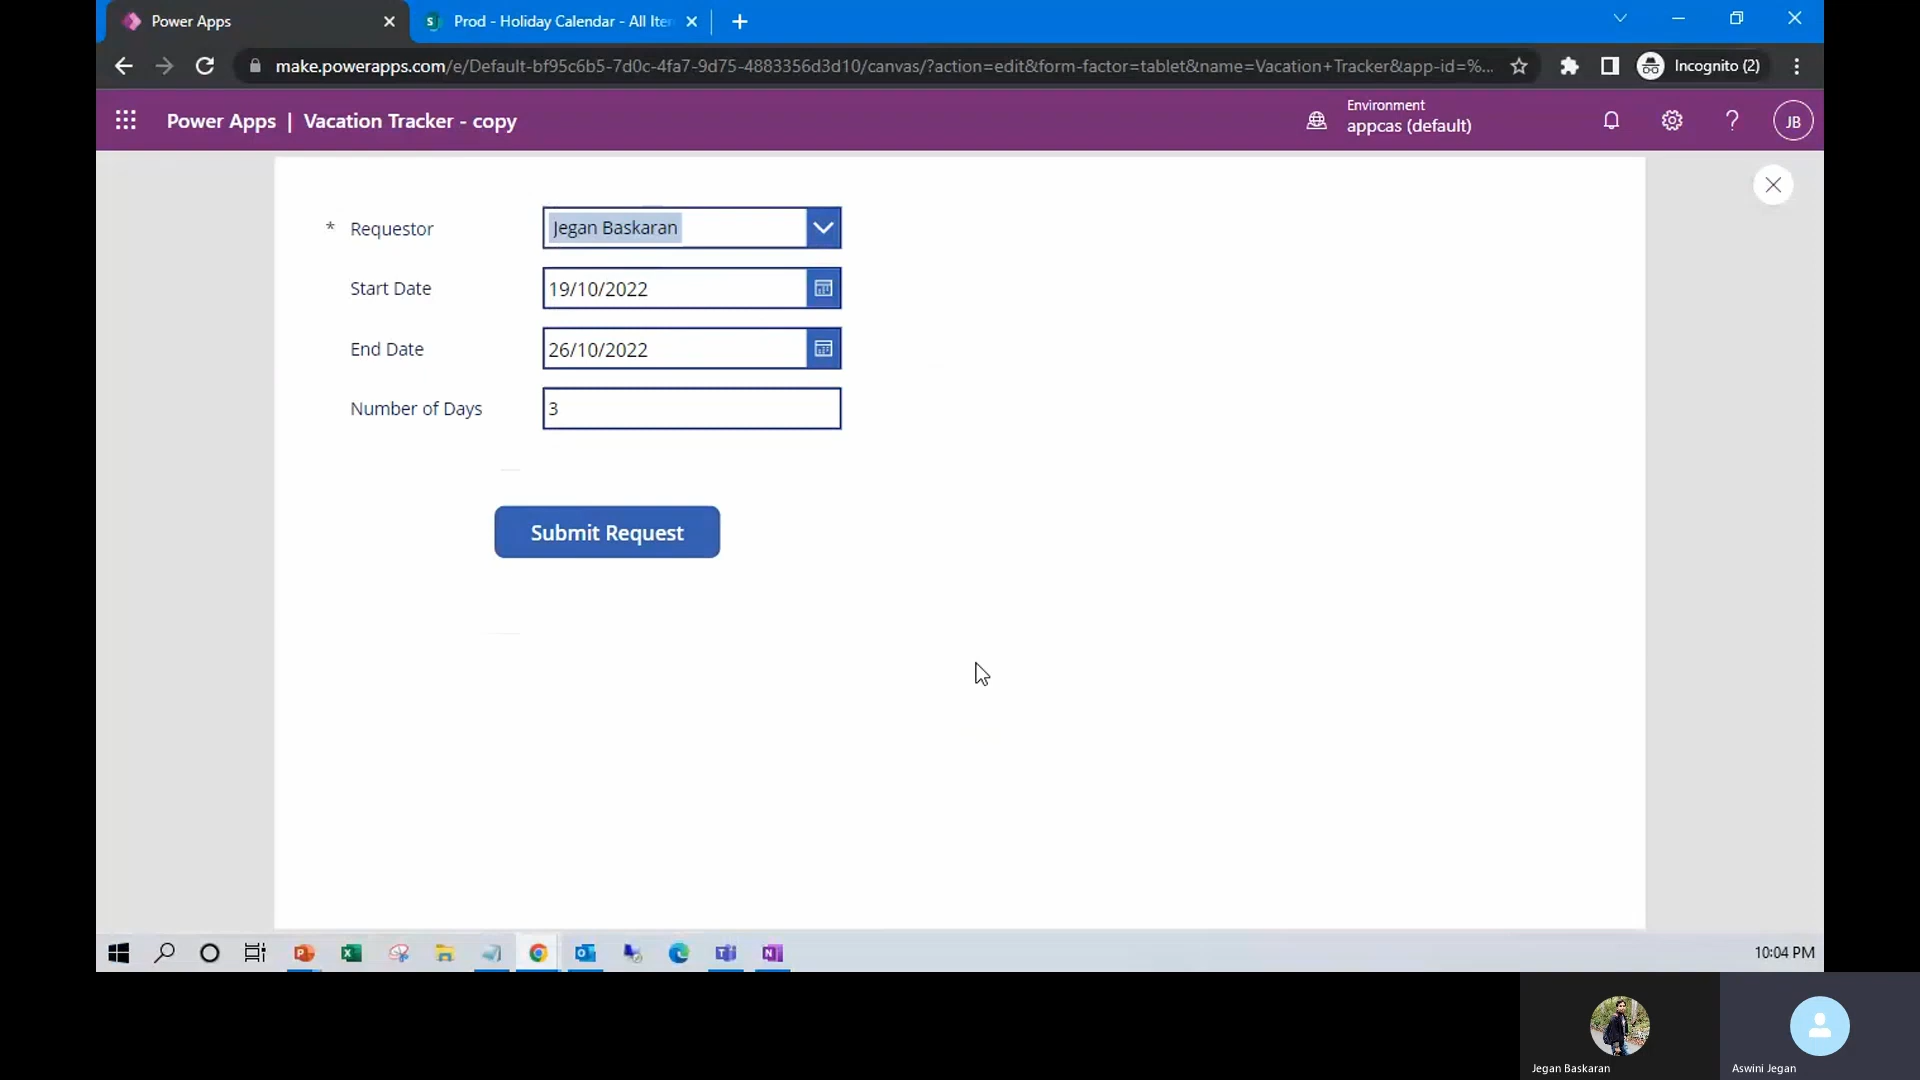 Power Apps
Prod - Holiday Calendar - All Iter
make.powerapps.com/e/Default-bf95c6b5-7d0c-4fa7-9d75-4883356d3d10/canvas/?action=edit&form-factor=tablet&name=Vacation+Tracker&app-id=%...
Incognito (2)
Power Apps | Vacation Tracker - copy
Environment
appcas (default)
?
JB
* Requestor
Jegan Baskaran
Start Date
19/10/2022
End Date
26/10/2022
Number of Days
3
Submit Request
10:04 PM
Jegan Baskaran
Aswini Jegan